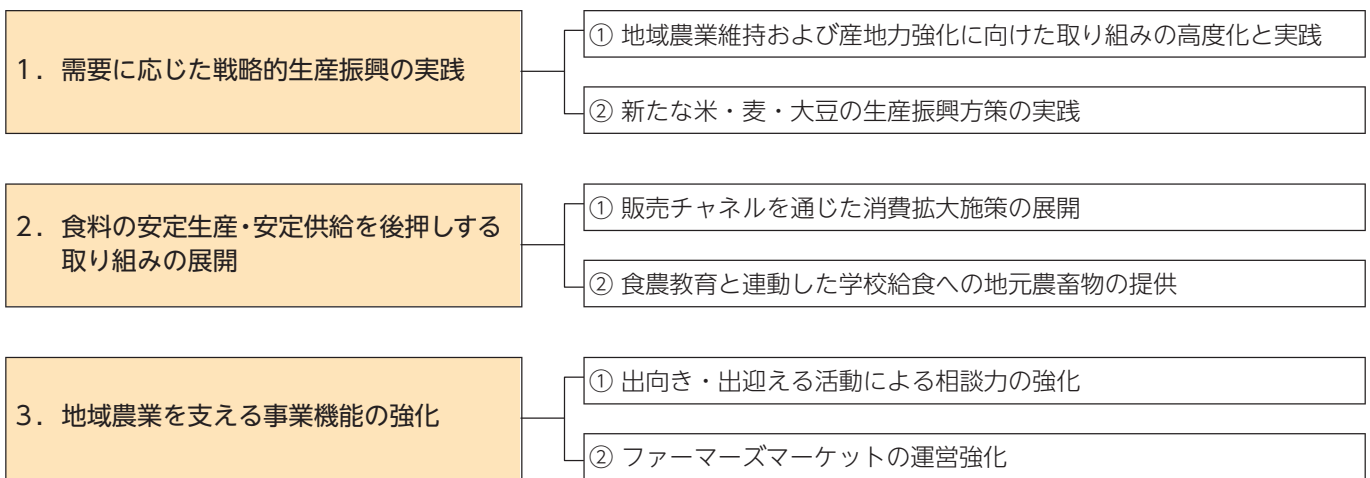 1. 需要に応じた戦略的生産振興の実践
① 地域農業維持および産地力強化に向けた取り組みの高度化と実践
② 新たな米・麦・大豆の生産振興方策の実践
2. 食料の安定生産・安定供給を後押しする
取り組みの展開
① 販売チャネルを通じた消費拡大施策の展開
② 食農教育と連動した学校給食への地元農畜物の提供
3. 地域農業を支える事業機能の強化
① 出向き・出迎える活動による相談力の強化
② ファーマーズマーケットの運営強化